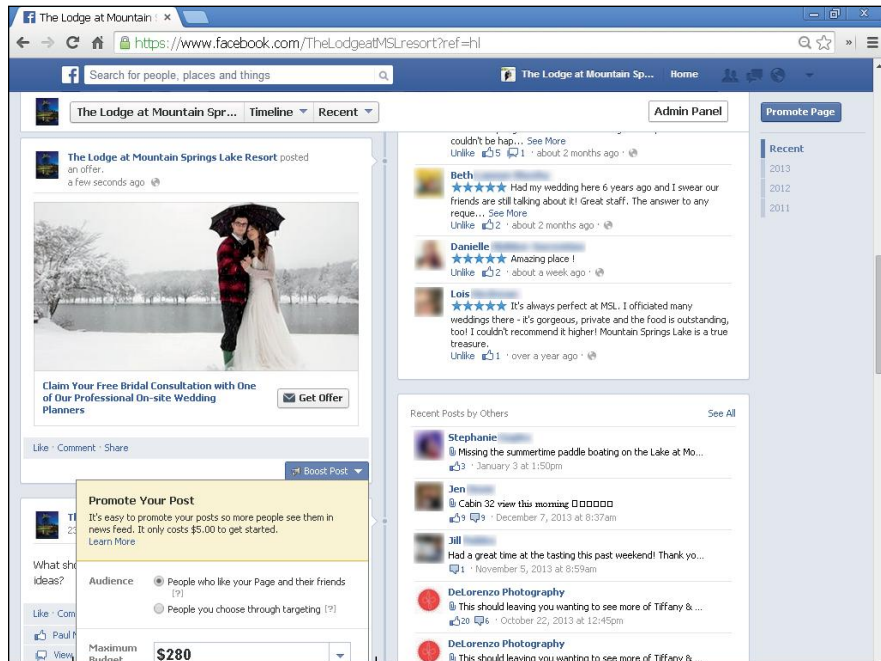 The Lodge at Mountain S
https://www.facebook.com/TheLodgeatMSLresort?ref=hl
Search for people, places and things
The Lodge at Mountain Sp... Home
The Lodge at Mountain Spr... Timeline Recent
Admin Panel
Promote Page
Recent
2013
2012
2011
The Lodge at Mountain Springs Lake Resort posted
an offer.
a few seconds ago
Claim Your Free Bridal Consultation with One
of Our Professional On-site Wedding
Planners
Get Offer
Like · Comment · Share
Boost Post
Promote Your Post
It's easy to promote your posts so more people see them in
news feed. It only costs $5.00 to get started.
Learn More
Audience
People who like your Page and their friends
[?]
People you choose through targeting [?]
Maximum
Budget
$280
23
What sho
ideas?
Like · Com
Paul
View
couldn't be hap... See More
Unlike 5 1 · about 2 months ago
Beth
Had my wedding here 6 years ago and I swear our
friends are still talking about it! Great staff. The answer to any
reque... See More
Unlike 2 · about 2 months ago
Danielle
Amazing place !
Unlike 2 · about a week ago
Lois
It's always perfect at MSL. I officiated many
weddings there - it's gorgeous, private and the food is outstanding,
too! I couldn't recommend it higher! Mountain Springs Lake is a true
treasure.
Unlike 1 · over a year ago
Recent Posts by Others See All
Stephanie
Missing the summertime paddle boating on the Lake at Mo...
3 · January 3 at 1:50pm
Jen
Cabin 32 view this morning □□□□□□
9 9 · December 7, 2013 at 8:37am
Jill
Had a great time at the tasting this past weekend! Thank yo...
1 · November 5, 2013 at 8:59am
DeLorenzo Photography
This should leaving you wanting to see more of Tiffany & ...
20 6 · October 22, 2013 at 12:45pm
DeLorenzo Photography
This should leaving you wanting to see more of Tiffany & ...